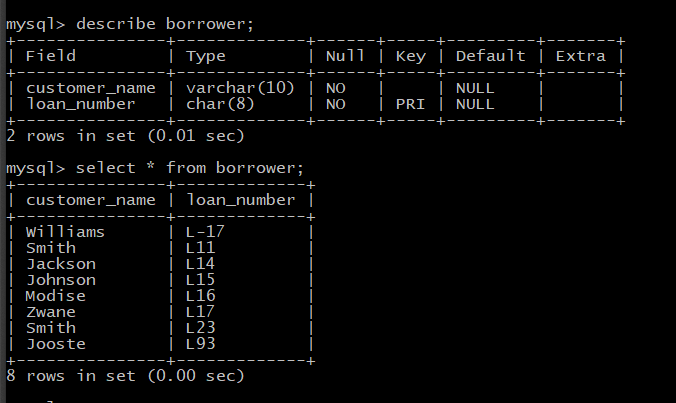 mysql> describe borrower;
+---------------+-------------+------+-----+---------+-------+
| Field         | Type        | Null | Key | Default | Extra |
+---------------+-------------+------+-----+---------+-------+
| customer_name | varchar(10) | NO   |     | NULL    |       |
| loan_number   | char(8)     | NO   | PRI | NULL    |       |
+---------------+-------------+------+-----+---------+-------+
2 rows in set (0.01 sec)
mysql> select * from borrower;
+---------------+-------------+
| customer_name | loan_number |
+---------------+-------------+
| Williams      | L-17        |
| Smith         | L11         |
| Jackson       | L14         |
| Johnson       | L15         |
| Modise        | L16         |
| Zwane         | L17         |
| Smith         | L23         |
| Jooste        | L93         |
+---------------+-------------+
8 rows in set (0.00 sec)